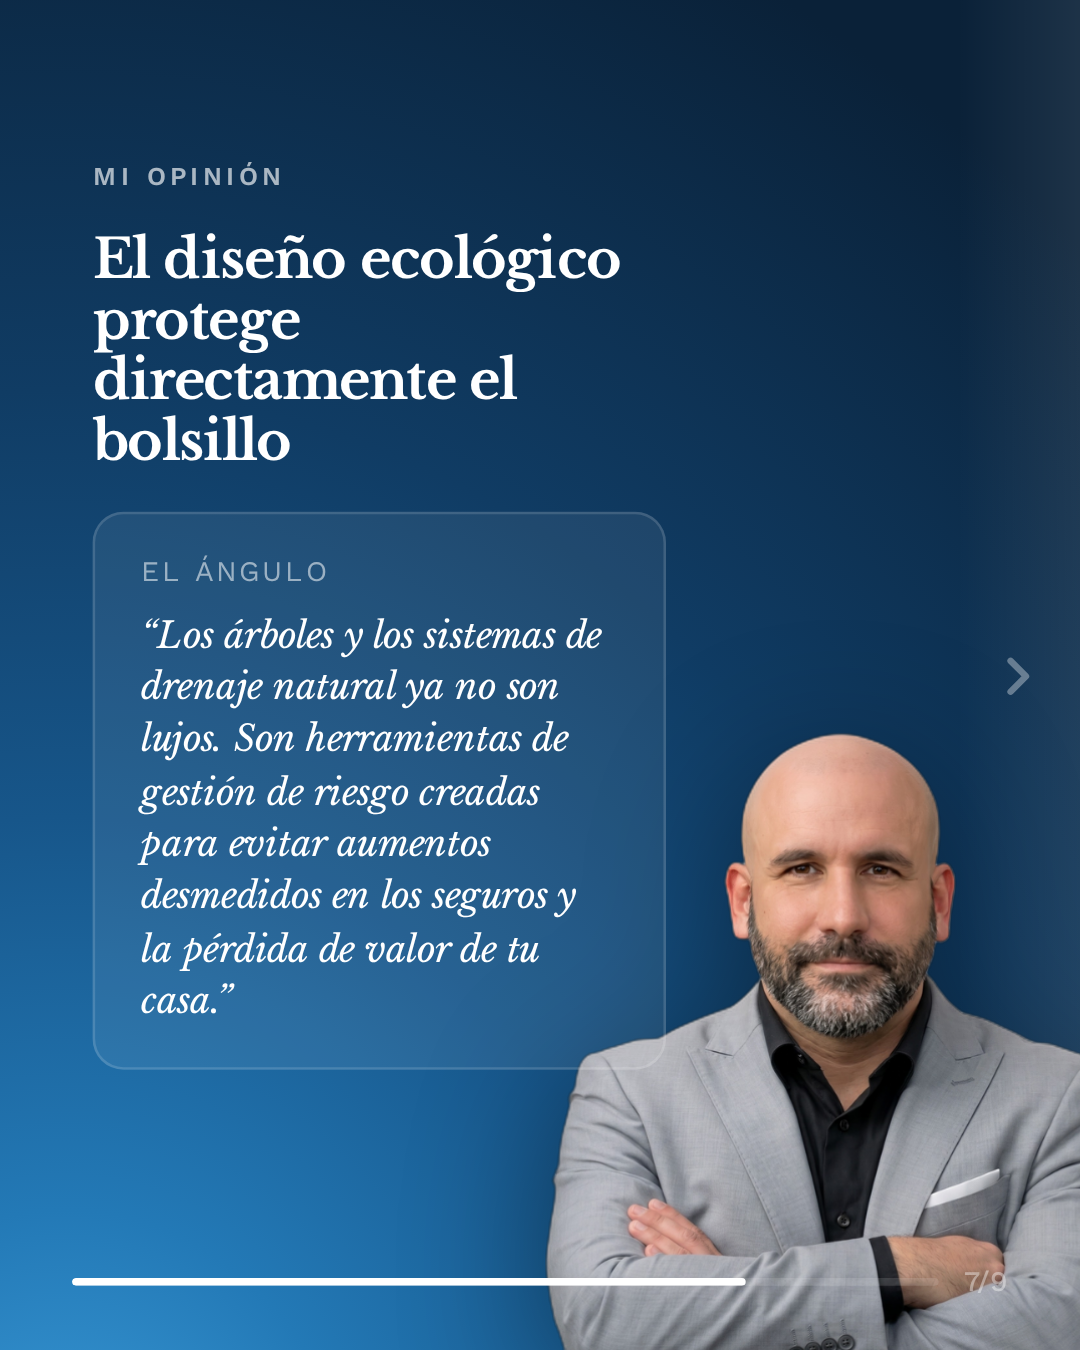 MI OPINIÓN
El diseño ecológico
protege
directamente el
bolsillo
EL ÁNGULO
“Los árboles y los sistemas de
drenaje natural ya no son
lujos. Son herramientas de
gestión de riesgo creadas
para evitar aumentos
desmedidos en los seguros y
la pérdida de valor de tu
casa.”
7/9